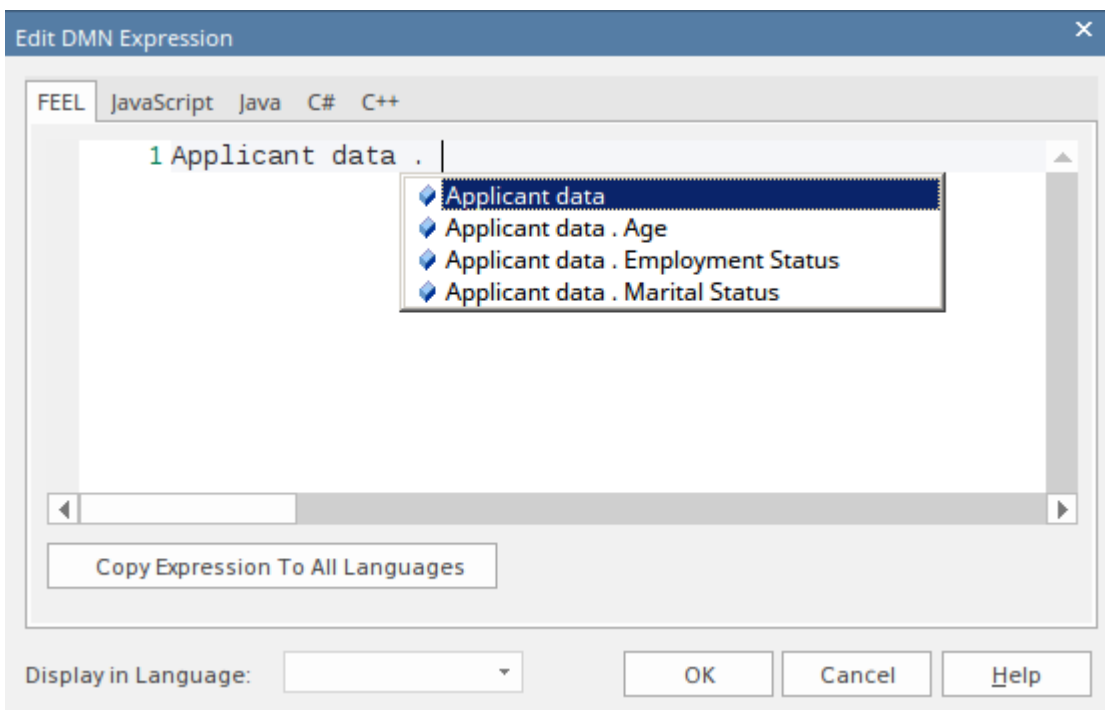 Edit DMN Expression
FEEL JavaScript Java C# C++
1 Applicant data .
Applicant data
Applicant data . Age
Applicant data . Employment Status
Applicant data . Marital Status
Copy Expression To All Languages
Display in Language: OK Cancel Help